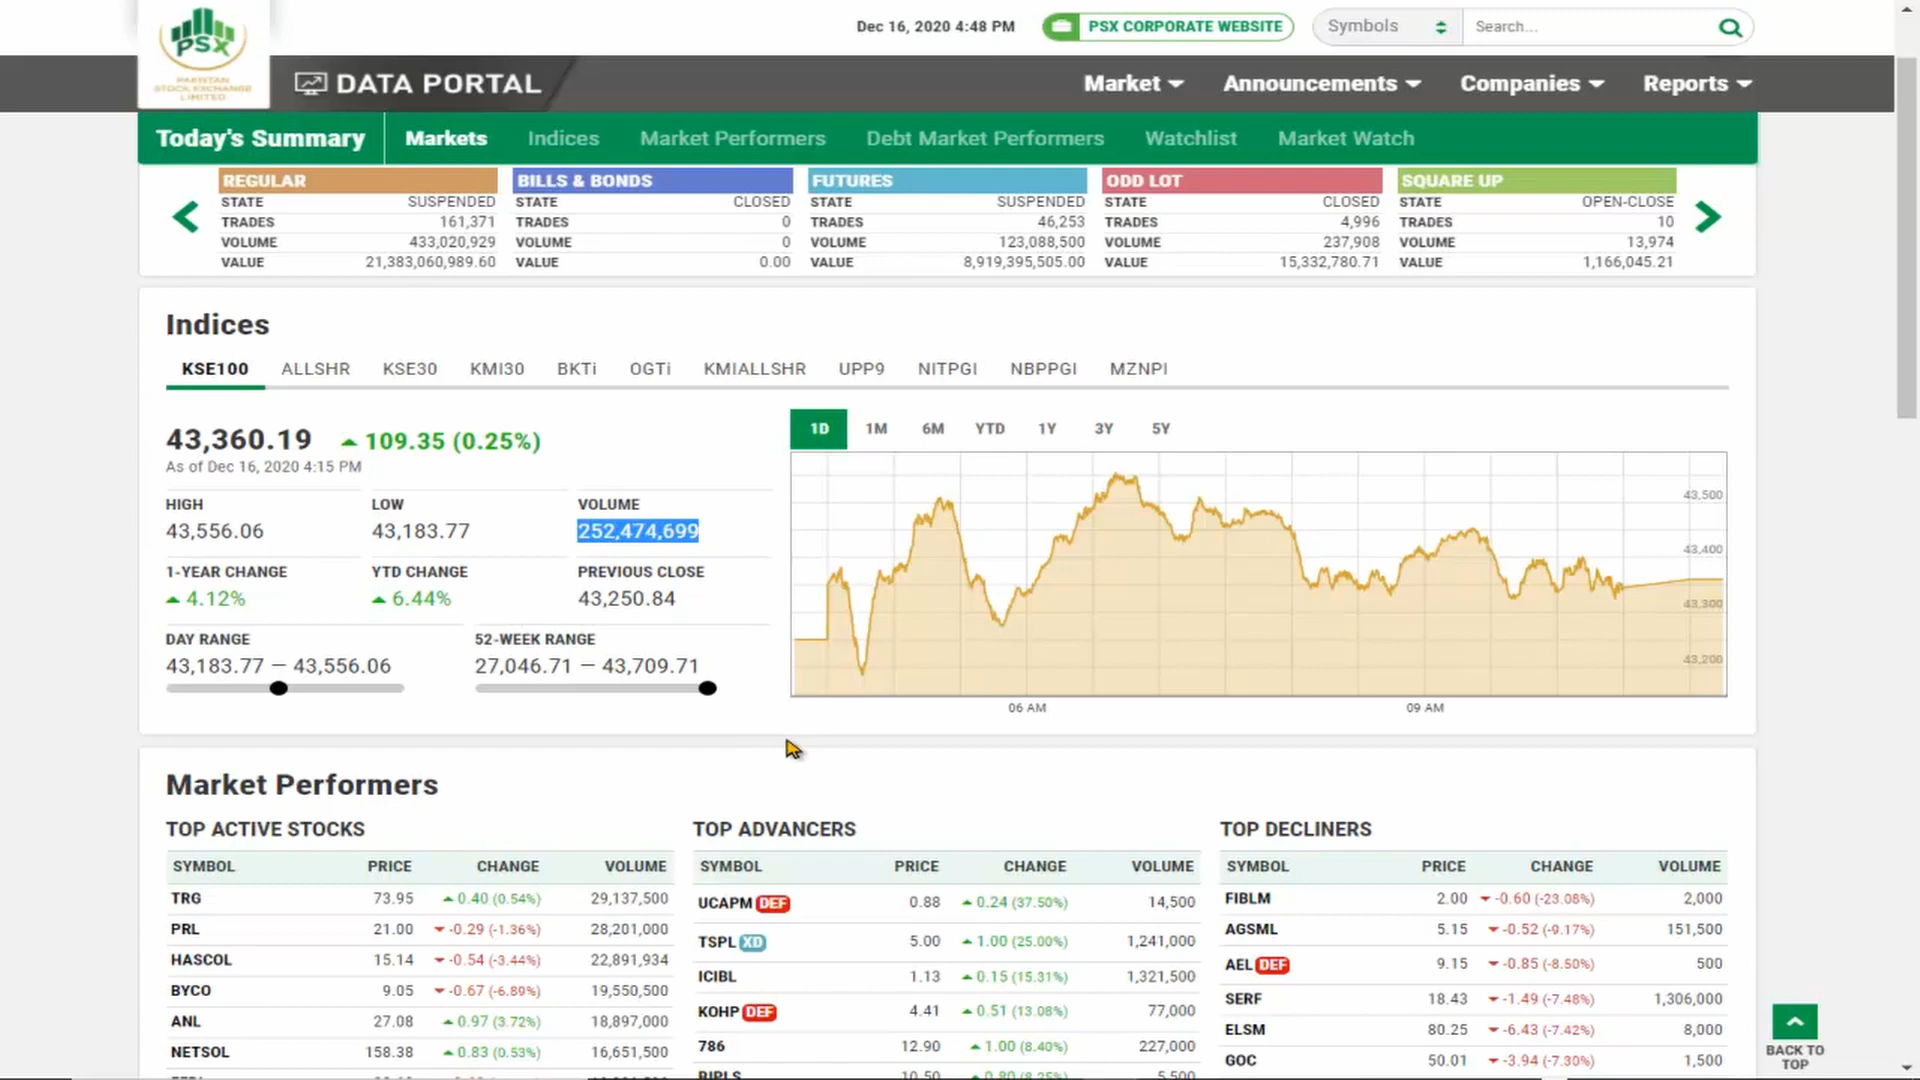 Dec 16, 2020 4:48 PM PSX CORPORATE WEBSITE Symbols Search...
PSX
PAKISTAN
STOCK EXCHANGE
LIMITED
DATA PORTAL Market Announcements Companies Reports
Today's Summary Markets Indices Market Performers Debt Market Performers Watchlist Market Watch
REGULAR BILLS & BONDS FUTURES ODD LOT SQUARE UP
STATE SUSPENDED STATE CLOSED STATE SUSPENDED STATE CLOSED STATE OPEN-CLOSE
TRADES 161,371 TRADES 0 TRADES 46,253 TRADES 4,996 TRADES 10
VOLUME 433,020,929 VOLUME 0 VOLUME 123,088,500 VOLUME 237,908 VOLUME 13,974
VALUE 21,383,060,989.60 VALUE 0.00 VALUE 8,919,395,505.00 VALUE 15,332,780.71 VALUE 1,166,045.21
Indices
KSE100 ALLSHR KSE30 KMI30 BKTi OGTi KMIALLSHR UPP9 NITPGI NBPPGI MZNPI
43,360.19 109.35 (0.25%)
As of Dec 16, 2020 4:15 PM
HIGH LOW VOLUME
43,556.06 43,183.77 252,474,699
1-YEAR CHANGE YTD CHANGE PREVIOUS CLOSE
4.12% 6.44% 43,250.84
DAY RANGE 52-WEEK RANGE
43,183.77 — 43,556.06 27,046.71 — 43,709.71
1D 1M 6M YTD 1Y 3Y 5Y
43,500
43,400
43,300
43,200
06 AM 09 AM
Market Performers
TOP ACTIVE STOCKS
SYMBOL PRICE CHANGE VOLUME
TRG 73.95 0.40 (0.54%) 29,137,500
PRL 21.00 -0.29 (-1.36%) 28,201,000
HASCOL 15.14 -0.54 (-3.44%) 22,891,934
BYCO 9.05 -0.67 (-6.89%) 19,550,500
ANL 27.08 0.97 (3.72%) 18,897,000
NETSOL 158.38 0.83 (0.53%) 16,651,500
TOP ADVANCERS
SYMBOL PRICE CHANGE VOLUME
UCAPM DEF 0.88 0.24 (37.50%) 14,500
TSPL XD 5.00 1.00 (25.00%) 1,241,000
ICIBL 1.13 0.15 (15.31%) 1,321,500
KOHP DEF 4.41 0.51 (13.08%) 77,000
786 12.90 1.00 (8.40%) 227,000
BIPLS 10.50 0.80 (8.25%) 5,500
TOP DECLINERS
SYMBOL PRICE CHANGE VOLUME
FIBLM 2.00 -0.60 (-23.08%) 2,000
AGSML 5.15 -0.52 (-9.17%) 151,500
AEL DEF 9.15 -0.85 (-8.50%) 500
SERF 18.43 -1.49 (-7.48%) 1,306,000
ELSM 80.25 -6.43 (-7.42%) 8,000
GOC 50.01 -3.94 (-7.30%) 1,500
BACK TO
TOP